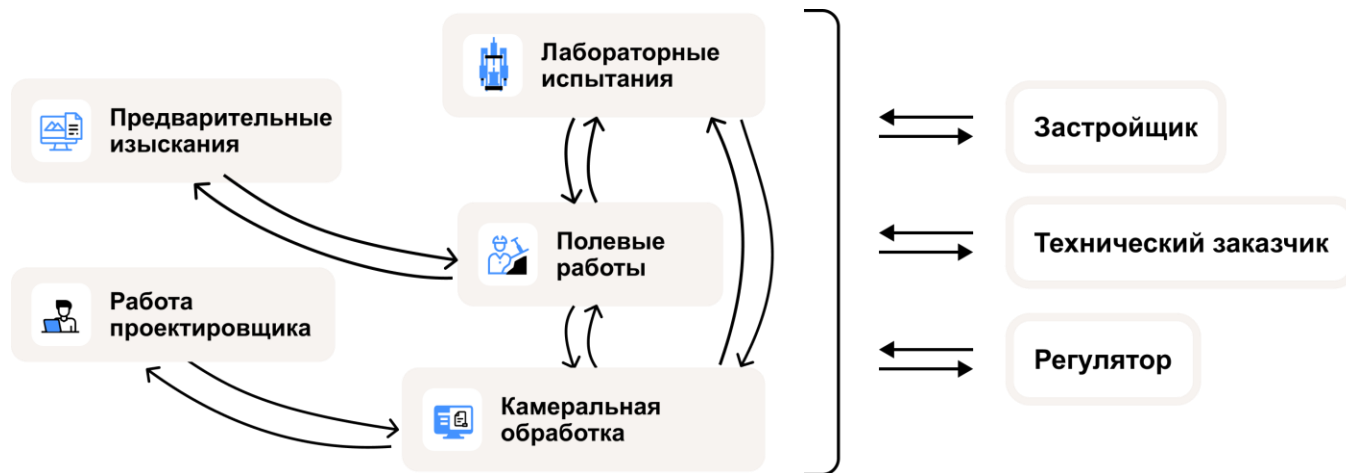 Лабораторные
испытания
Предварительные
изыскания
Застройщик
Полевые
работы
Технический заказчик
Работа
проектировщика
Регулятор
Камеральная
обработка